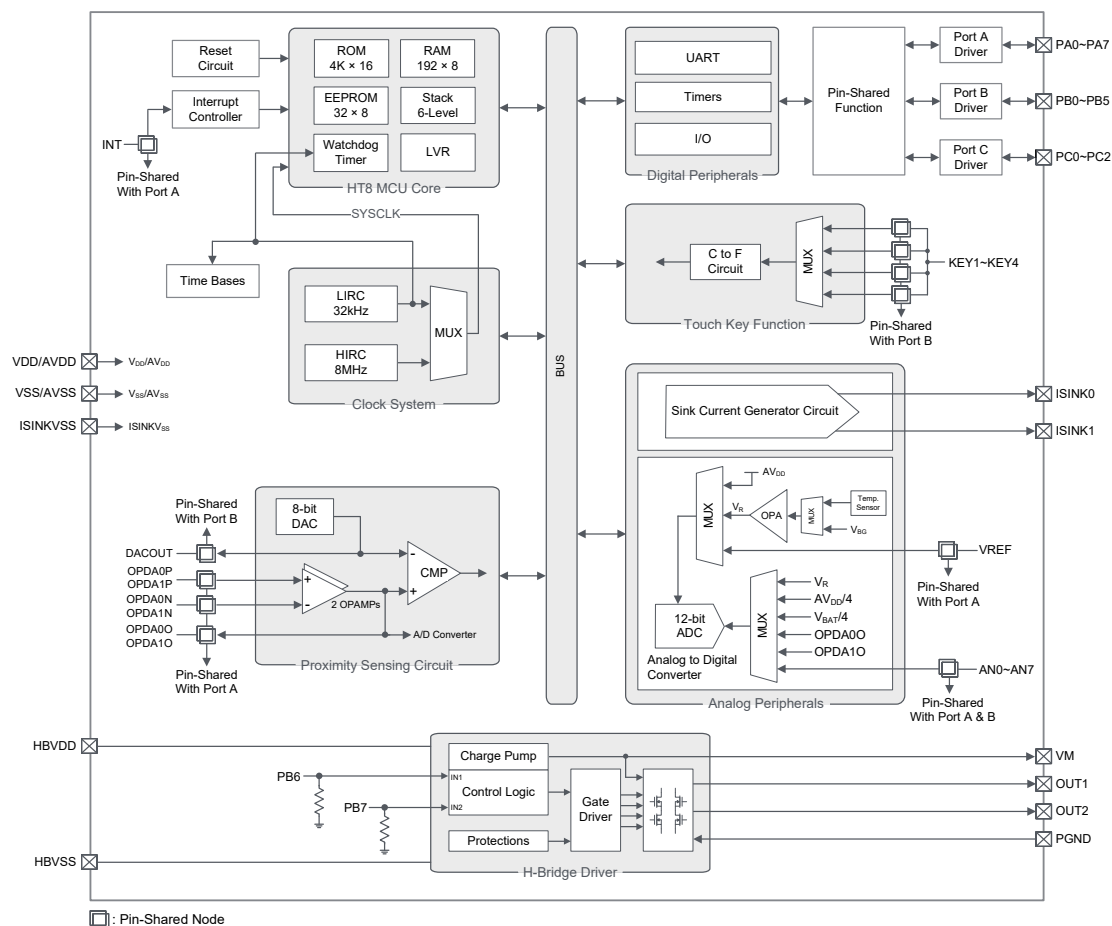 Reset
Circuit
Interrupt
Controller
INT
Pin-Shared
With Port A
ROM
4K × 16
RAM
192 × 8
EEPROM
32 × 8
Stack
6-Level
Watchdog
Timer
LVR
HT8 MCU Core
SYSCLK
Time Bases
LIRC
32kHz
HIRC
8MHz
MUX
Clock System
VDD/AVDD
VDD/AVDD
VSS/AVSS
VSS/AVSS
ISINKVSS
ISINKVSS
BUS
UART
Timers
I/O
Digital Peripherals
Pin-Shared
Function
Port A
Driver
Port B
Driver
Port C
Driver
PA0~PA7
PB0~PB5
PC0~PC2
C to F
Circuit
MUX
KEY1~KEY4
Pin-Shared
With Port B
Touch Key Function
Sink Current Generator Circuit
ISINK0
ISINK1
MUX
AVDD
VR
OPA
MUX
Temp.
Sensor
VBG
VREF
Pin-Shared
With Port A
12-bit
ADC
Analog to Digital
Converter
MUX
VR
AVDD/4
VBAT/4
OPDA0O
OPDA1O
AN0~AN7
Pin-Shared
With Port A & B
Analog Peripherals
Pin-Shared
With Port B
DACOUT
OPDA0P
OPDA1P
OPDA0N
OPDA1N
OPDA0O
OPDA1O
Pin-Shared
With Port A
8-bit
DAC
+
-
2 OPAMPs
-
+
CMP
A/D Converter
Proximity Sensing Circuit
HBVDD
HBVSS
PB6
PB7
Charge Pump
IN1
Control Logic
IN2
Protections
Gate
Driver
H-Bridge Driver
VM
OUT1
OUT2
PGND
: Pin-Shared Node